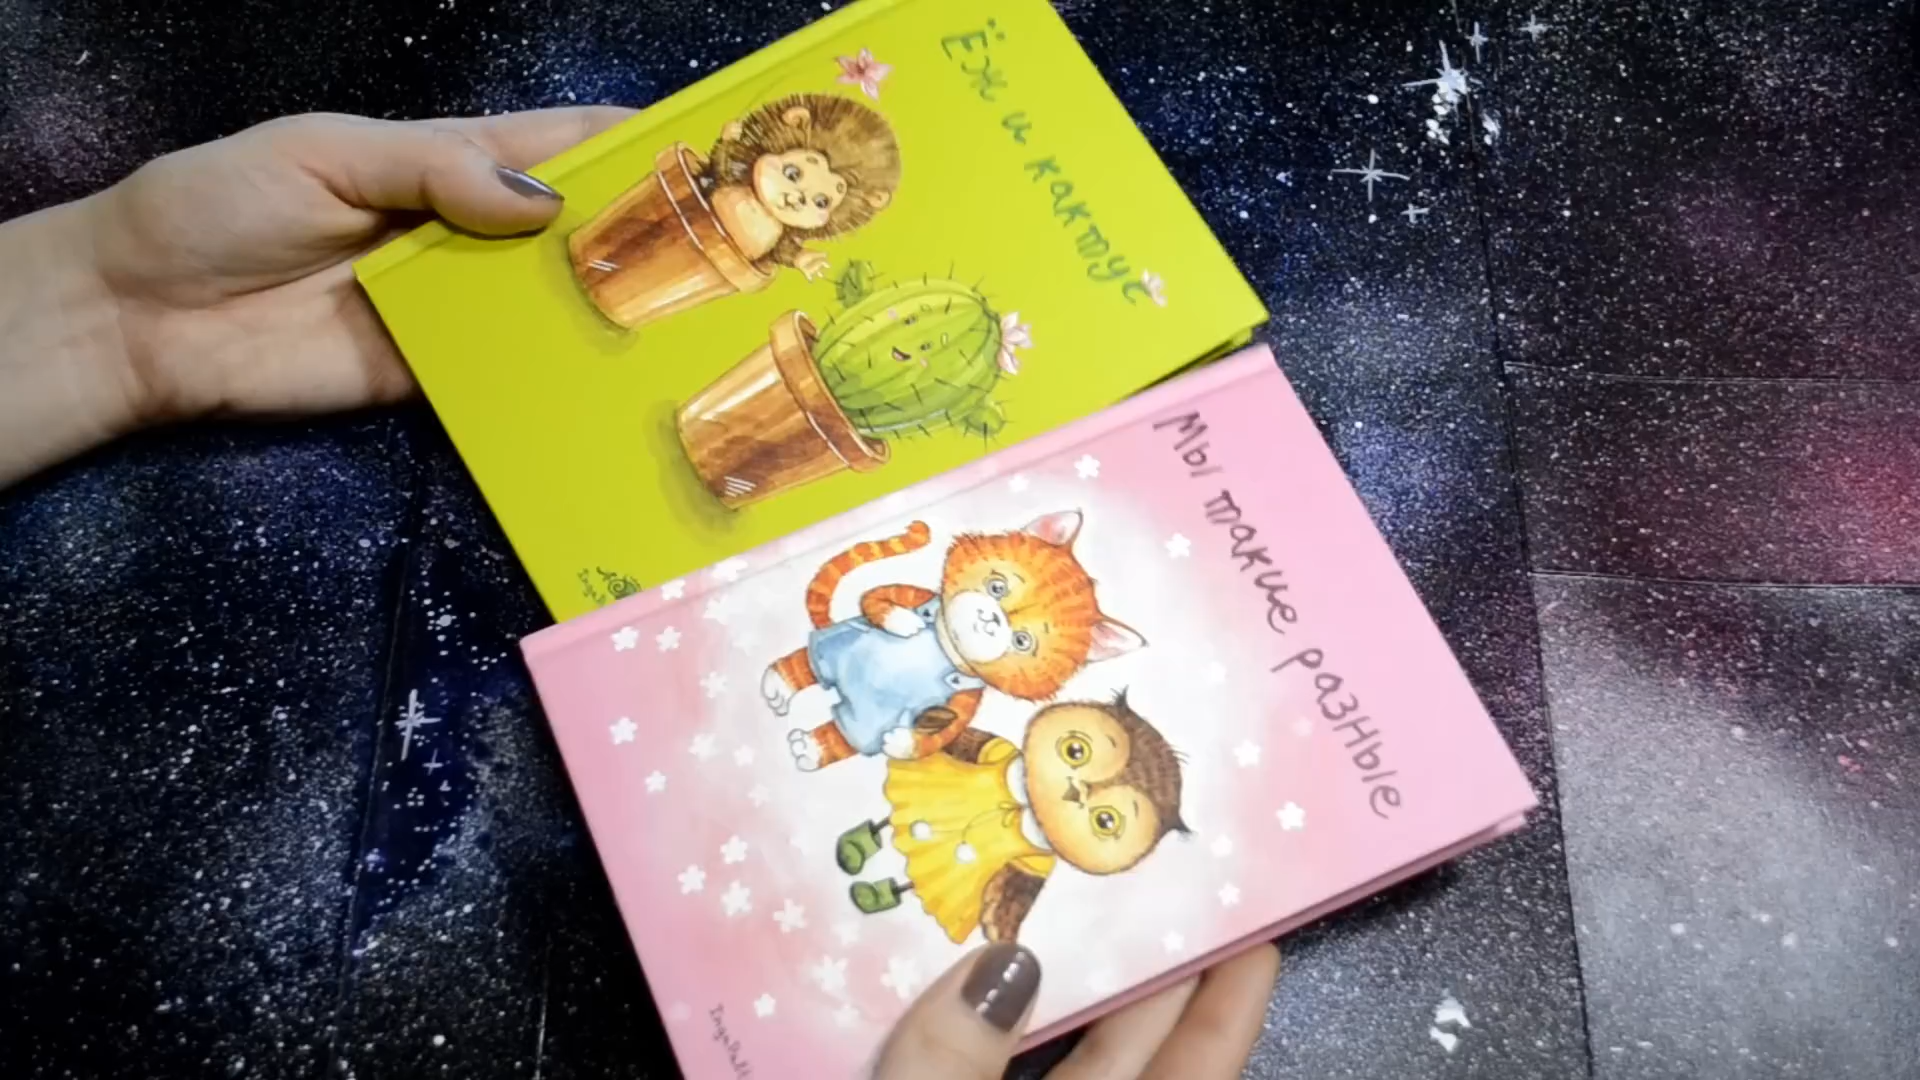 Ёж и кактус
Мы такие разные